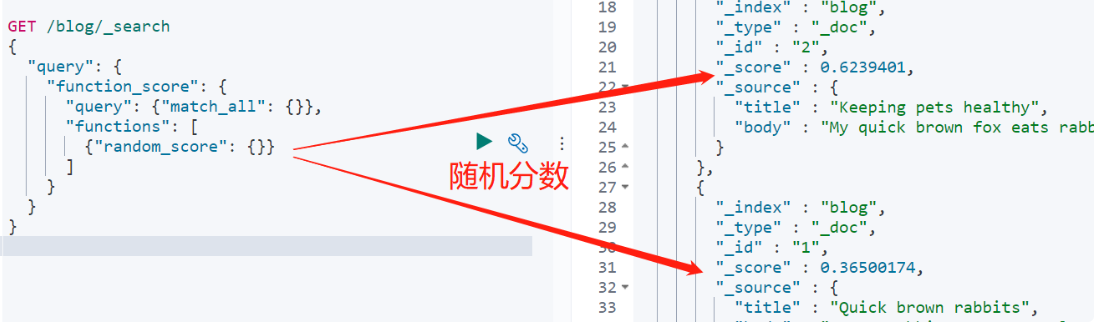 GET /blog/_search
{
"query": {
"function_score": {
"query": {"match_all": {}},
"functions": [
{"random_score": {}}
]
}
}
}
随机分数
18 "_index" : "blog",
19 "_type" : "_doc",
20 "_id" : "2",
21 "_score" : 0.6239401,
22 "_source" : {
23 "title" : "Keeping pets healthy",
24 "body" : "My quick brown fox eats rabb
25 }
26 },
27 {
28 "_index" : "blog",
29 "_type" : "_doc",
30 "_id" : "1",
31 "_score" : 0.36500174,
32 "_source" : {
33 "title" : "Quick brown rabbits",